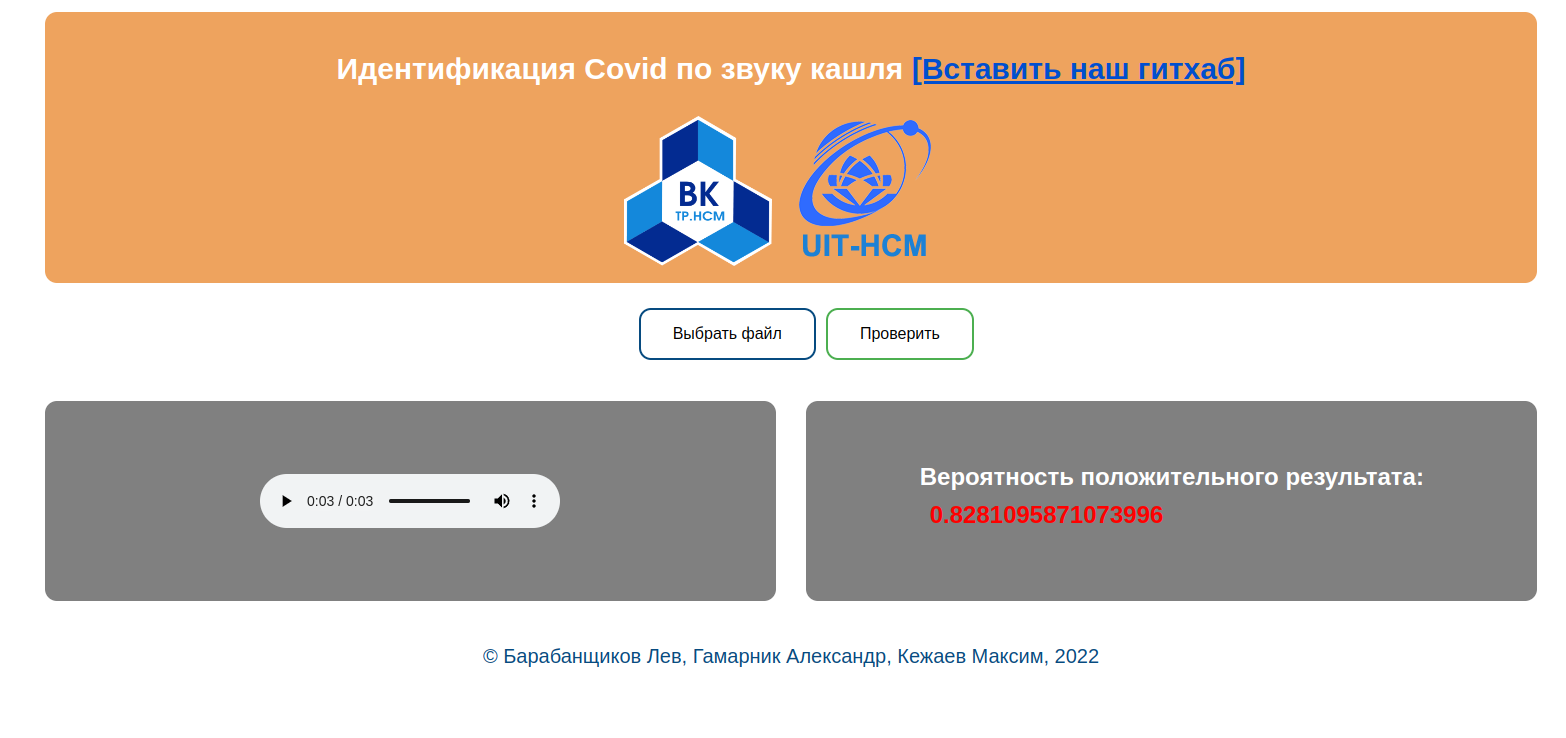 Идентификация Covid по звуку кашля [Вставить наш гитхаб]
BK
TP.HCM
UIT-HCM
Выбрать файл
Проверить
0:03 / 0:03
Вероятность положительного результата:
0.8281095871073996
© Барабанщиков Лев, Гамарник Александр, Кежаев Максим, 2022